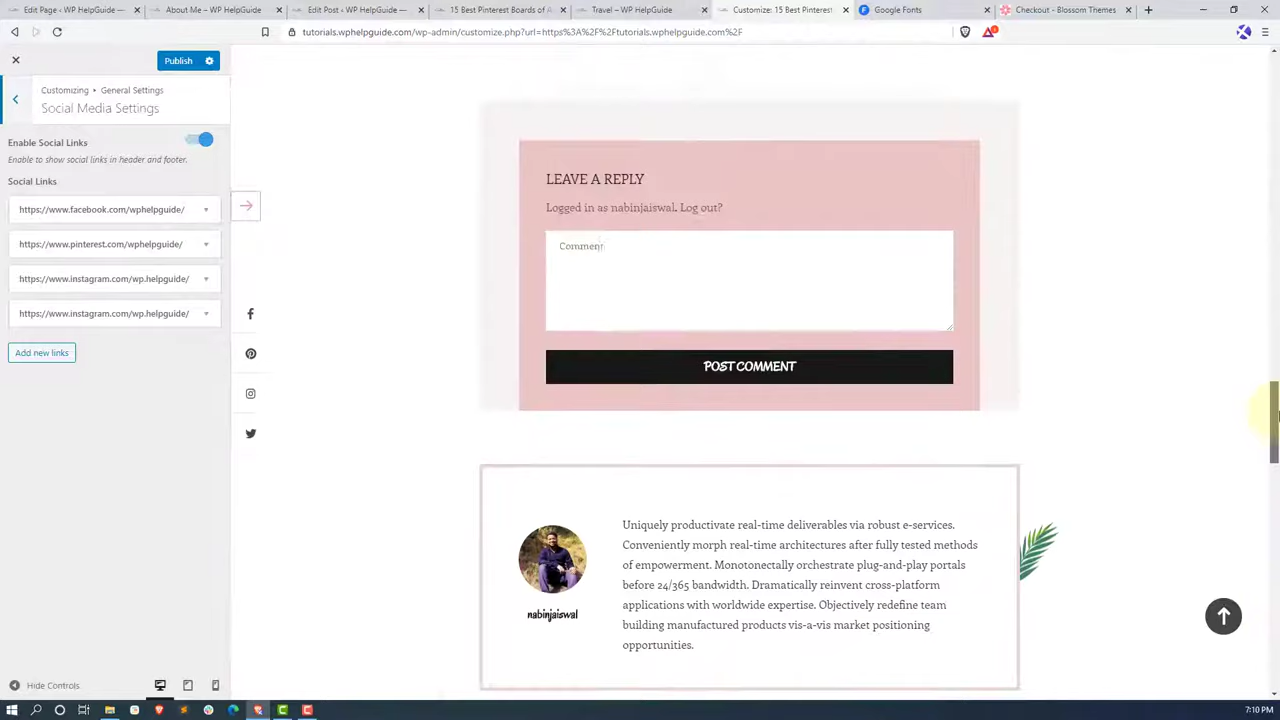 Edit Page ‹ WP HelpGuide —
About-Me – WP HelpGuide
Edit Post ‹ WP HelpGuide —
15 Best Pinterest Boards of A
Travel – WP HelpGuide
Customize: 15 Best Pinterest
Google Fonts
Checkout - Blossom Themes
tutorials.wphelpguide.com/wp-admin/customize.php?url=https%3A%2F%2Ftutorials.wphelpguide.com%2F
Publish
Customizing ▸ General Settings
Social Media Settings
Enable Social Links
Enable to show social links in header and footer.
Social Links
https://www.facebook.com/wphelpguide/
https://www.pinterest.com/wphelpguide/
https://www.instagram.com/wp.helpguide/
https://www.instagram.com/wp.helpguide/
Add new links
Hide Controls
LEAVE A REPLY
Logged in as nabinjaiswal. Log out?
Comment
POST COMMENT
nabinjaiswal
Uniquely productivate real-time deliverables via robust e-services.
Conveniently morph real-time architectures after fully tested methods
of empowerment. Monotonectally orchestrate plug-and-play portals
before 24/365 bandwidth. Dramatically reinvent cross-platform
applications with worldwide expertise. Objectively redefine team
building manufactured products vis-a-vis market positioning
opportunities.
7:10 PM